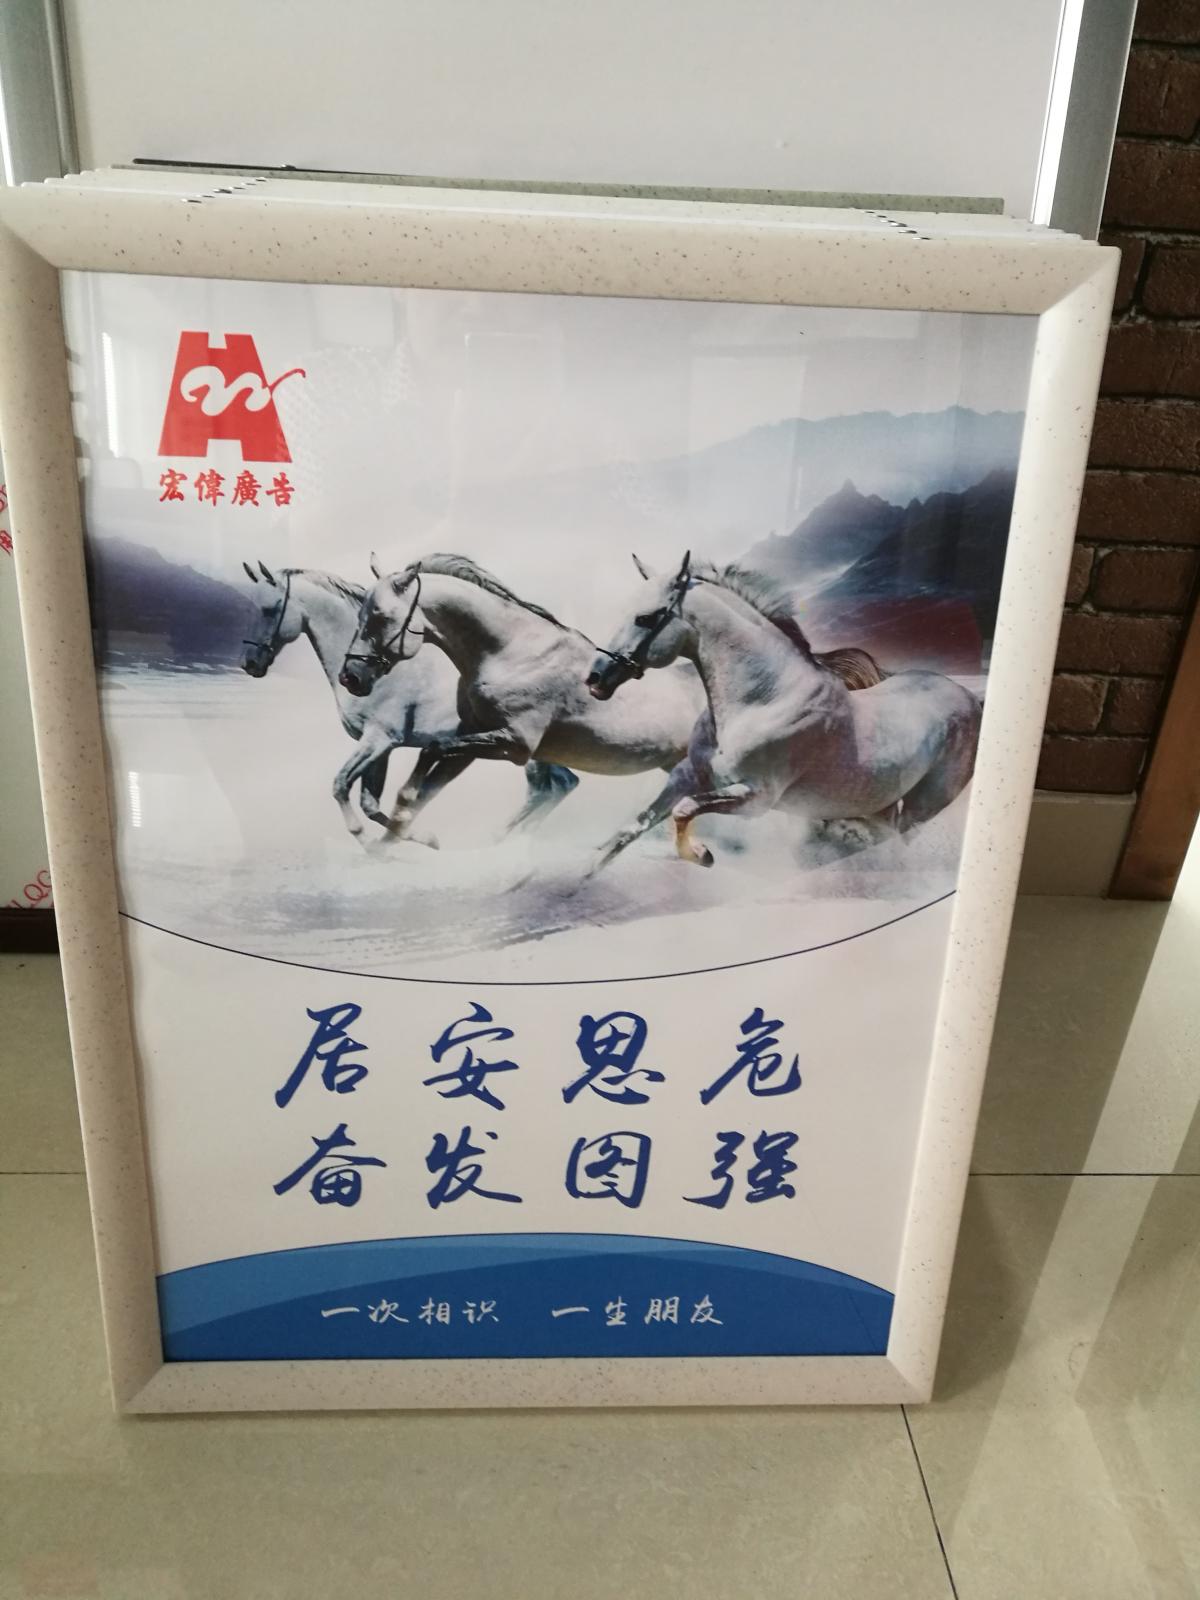 宏偉廣告
居安思危
奋发图强
一次相识 一生朋友